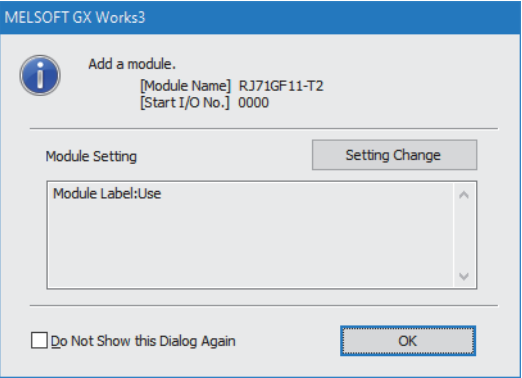 MELSOFT GX Works3
Add a module.
[Module Name] RJ71GF11-T2
[Start I/O No.] 0000
Module Setting
Setting Change
Module Label:Use
Do Not Show this Dialog Again
OK